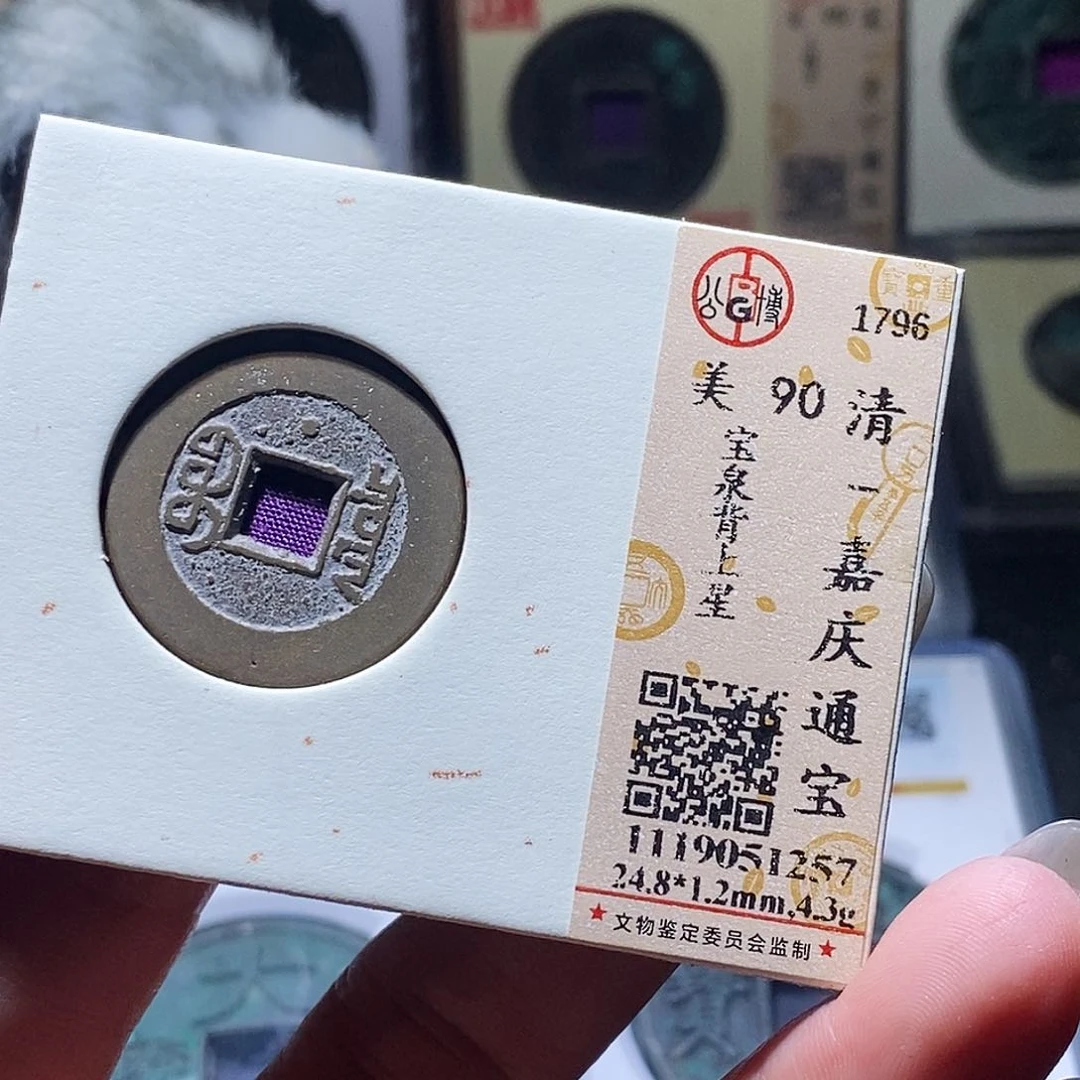 公博
G
1796
美 90
清一嘉庆通宝
宝泉背上星
1119051257
24.8*1.2mm,4.3g
★文物鉴定委员会监制★